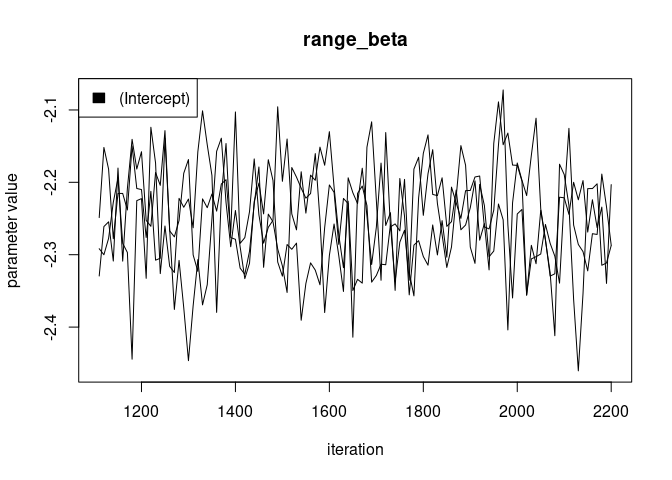 range_beta
(Intercept)
parameter value
-2.1
-2.2
-2.3
-2.4
1200 1400 1600 1800 2000 2200
iteration